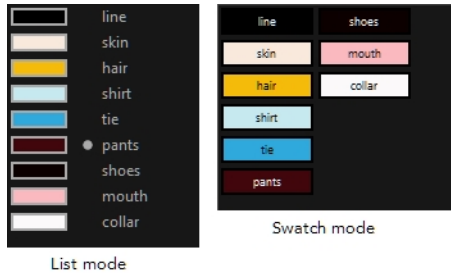 line
skin
hair
shirt
tie
pants
shoes
mouth
collar
List mode
line shoes
skin mouth
hair collar
shirt
tie
pants
Swatch mode